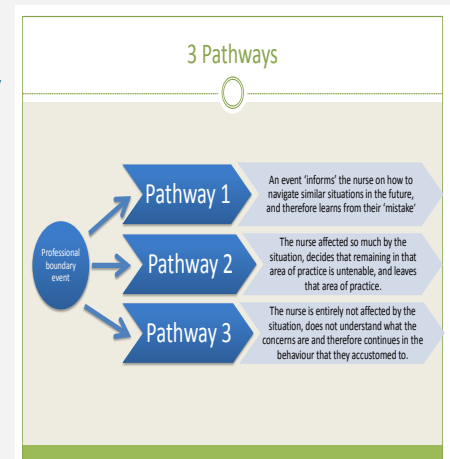 3 Pathways
Professional
boundary
event
Pathway 1
An event 'informs' the nurse on how to
navigate similar situations in the future,
and therefore learns from their 'mistake'
Pathway 2
The nurse affected so much by the
situation, decides that remaining in that
area of practice is untenable, and leaves
that area of practice.
Pathway 3
The nurse is entirely not affected by the
situation, does not understand what the
concerns are and therefore continues in the
behaviour that they accustomed to.